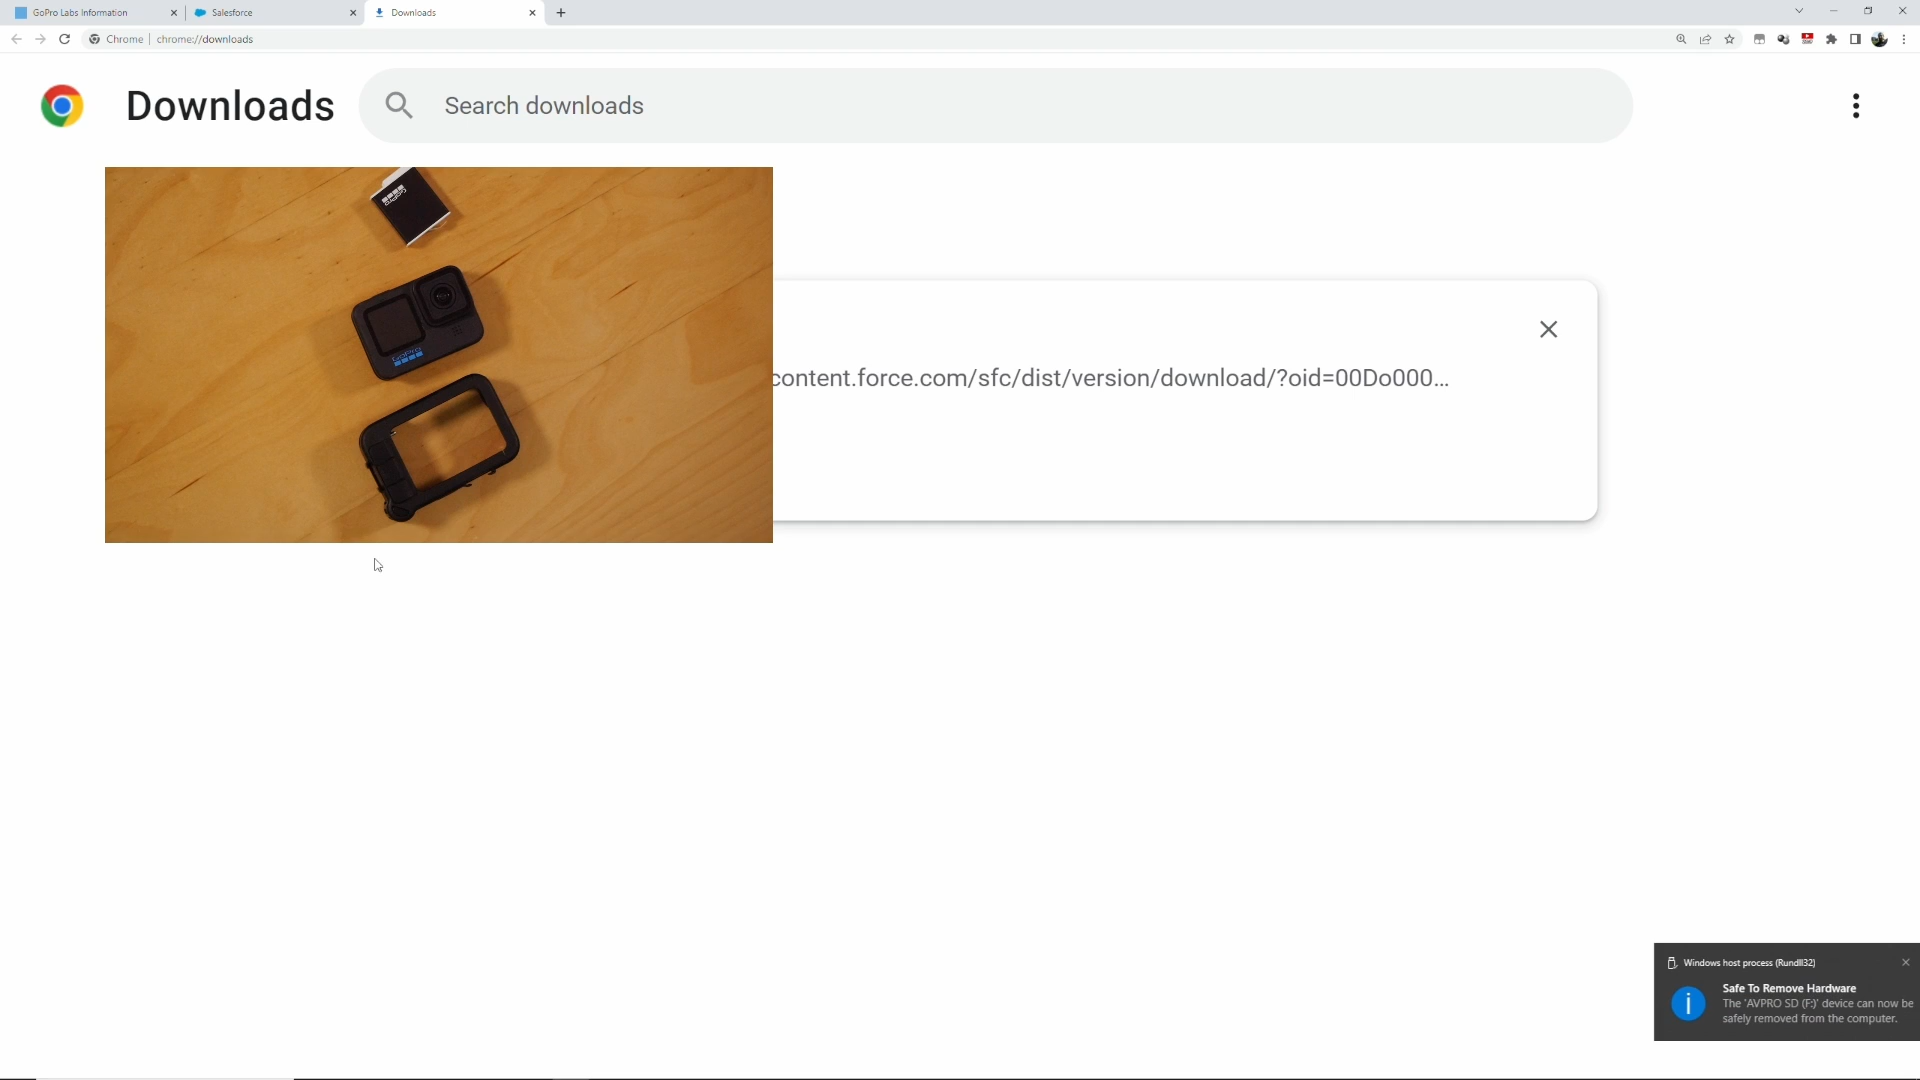 GoPro Labs Information
Salesforce
Downloads
Chrome
chrome://downloads
Downloads
Search downloads
GoPro
GoPro
content.force.com/sfc/dist/version/download/?oid=00Do000...
Windows host process (Rundll32)
Safe To Remove Hardware
The 'AVPRO SD (F:)' device can now be
safely removed from the computer.